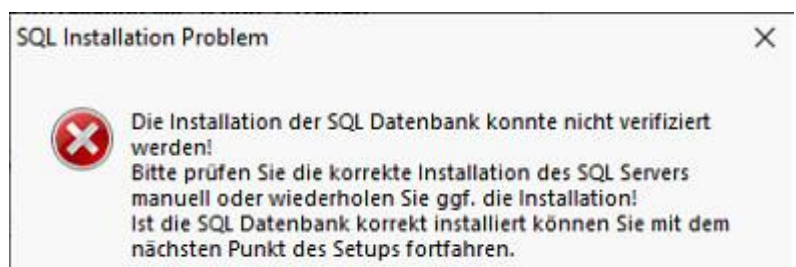 SQL Installation Problem
Die Installation der SQL Datenbank konnte nicht verifiziert
werden!
Bitte prüfen Sie die korrekte Installation des SQL Servers
manuell oder wiederholen Sie ggf. die Installation!
Ist die SQL Datenbank korrekt installiert können Sie mit dem
nächsten Punkt des Setups fortfahren.